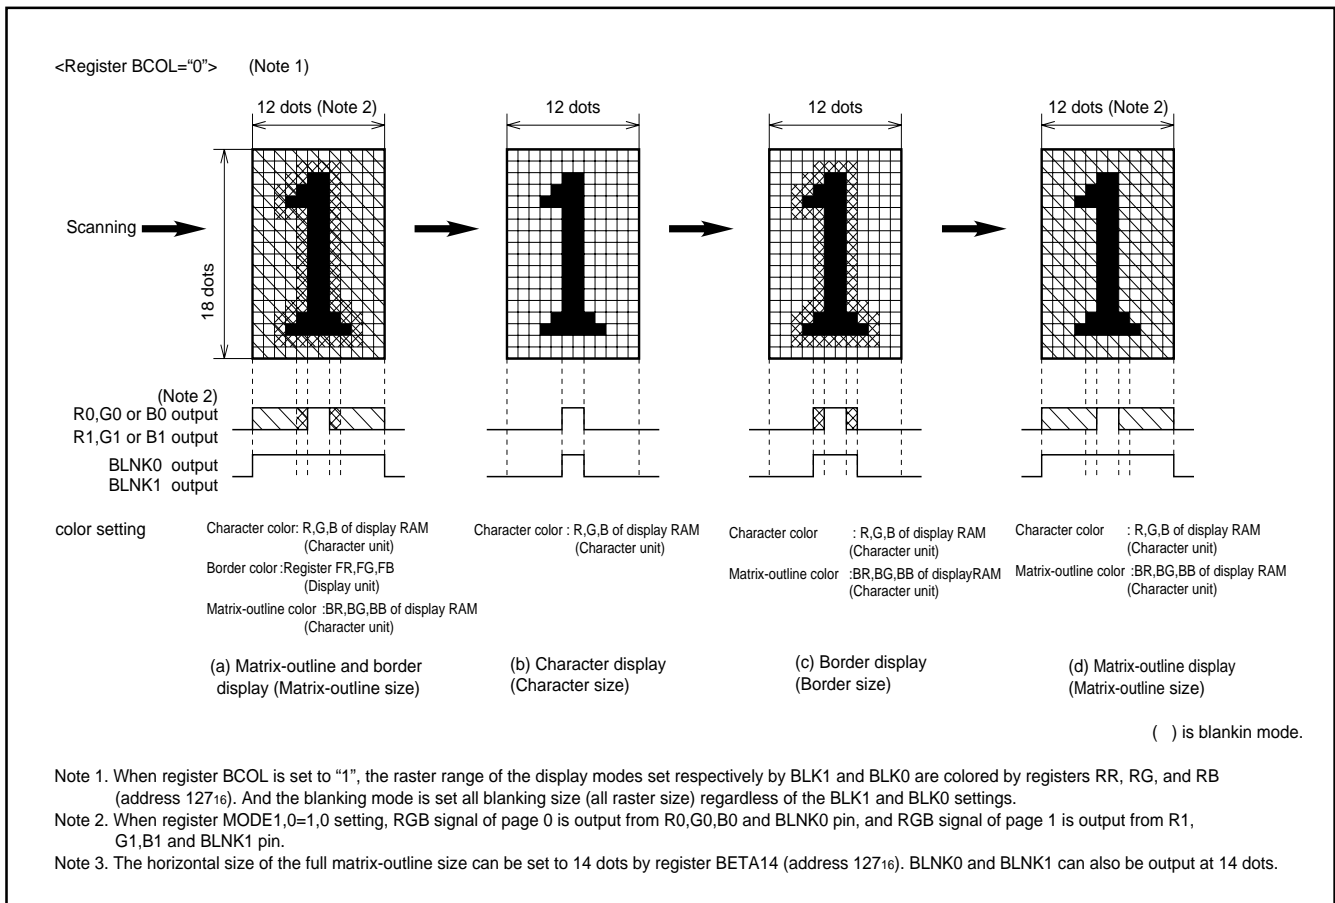 <Register BCOL=“0”> (Note 1)
12 dots (Note 2)
12 dots
12 dots
12 dots (Note 2)
Scanning
18 dots
(Note 2)
R0,G0 or B0 output
R1,G1 or B1 output
BLNK0 output
BLNK1 output
color setting
Character color: R,G,B of display RAM
(Character unit)
Border color :Register FR,FG,FB
(Display unit)
Matrix-outline color :BR,BG,BB of display RAM
(Character unit)
Character color : R,G,B of display RAM
(Character unit)
Character color : R,G,B of display RAM
(Character unit)
Matrix-outline color :BR,BG,BB of displayRAM
(Character unit)
Character color : R,G,B of display RAM
(Character unit)
Matrix-outline color :BR,BG,BB of display RAM
(Character unit)
(a) Matrix-outline and border
display (Matrix-outline size)
(b) Character display
(Character size)
(c) Border display
(Border size)
(d) Matrix-outline display
(Matrix-outline size)
( ) is blankin mode.
Note 1. When register BCOL is set to “1”, the raster range of the display modes set respectively by BLK1 and BLK0 are colored by registers RR, RG, and RB
(address 127₁₆). And the blanking mode is set all blanking size (all raster size) regardless of the BLK1 and BLK0 settings.
Note 2. When register MODE1,0=1,0 setting, RGB signal of page 0 is output from R0,G0,B0 and BLNK0 pin, and RGB signal of page 1 is output from R1,
G1,B1 and BLNK1 pin.
Note 3. The horizontal size of the full matrix-outline size can be set to 14 dots by register BETA14 (address 127₁₆). BLNK0 and BLNK1 can also be output at 14 dots.